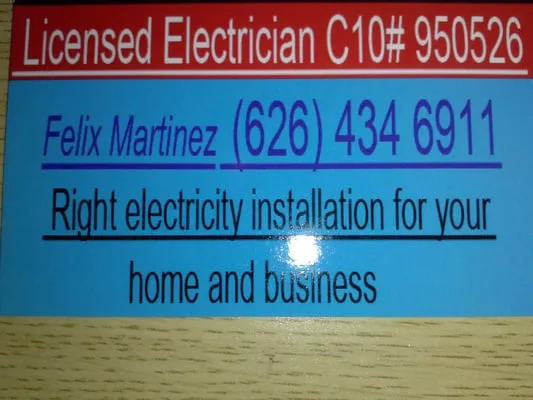 Licensed Electrician C10# 950526
Felix Martinez (626) 434 6911
Right electricity installation for your
home and business